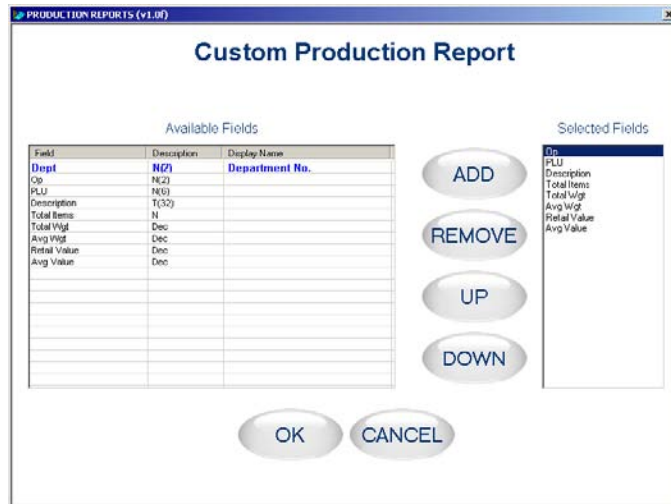 PRODUCTION REPORTS (v1.0f)
Custom Production Report
Available Fields
Field Description Display Name
Dept N(2) Department No.
Op N(2)
PLU N(6)
Description T(32)
Total Items N
Total Wgt Dec
Avg Wgt Dec
Retail Value Dec
Avg Value Dec
ADD
REMOVE
UP
DOWN
Selected Fields
Op
PLU
Description
Total Items
Total Wgt
Avg Wgt
Retail Value
Avg Value
OK CANCEL